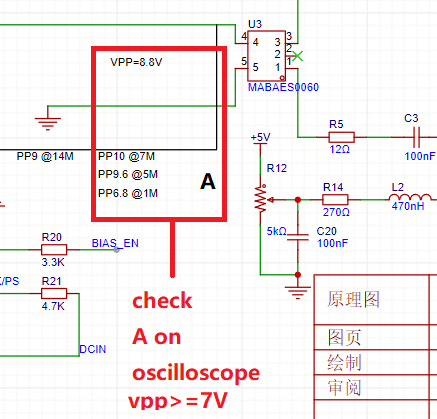 U3
4 4 3 3
2 2
5 5 1 1
MABAES0060
VPP=8.8V
PP9 @14M
PP10 @7M
PP9.6 @5M
PP6.8 @1M
A
R5
12Ω
C3
100nF
+5V
R12
5kΩ
R14
270Ω
L2
470nH
C20
100nF
R20
3.3K
BIAS_EN
/PS
R21
4.7K
DCIN
check
A on
oscilloscope
vpp>=7V
原理图
图页
绘制
审阅